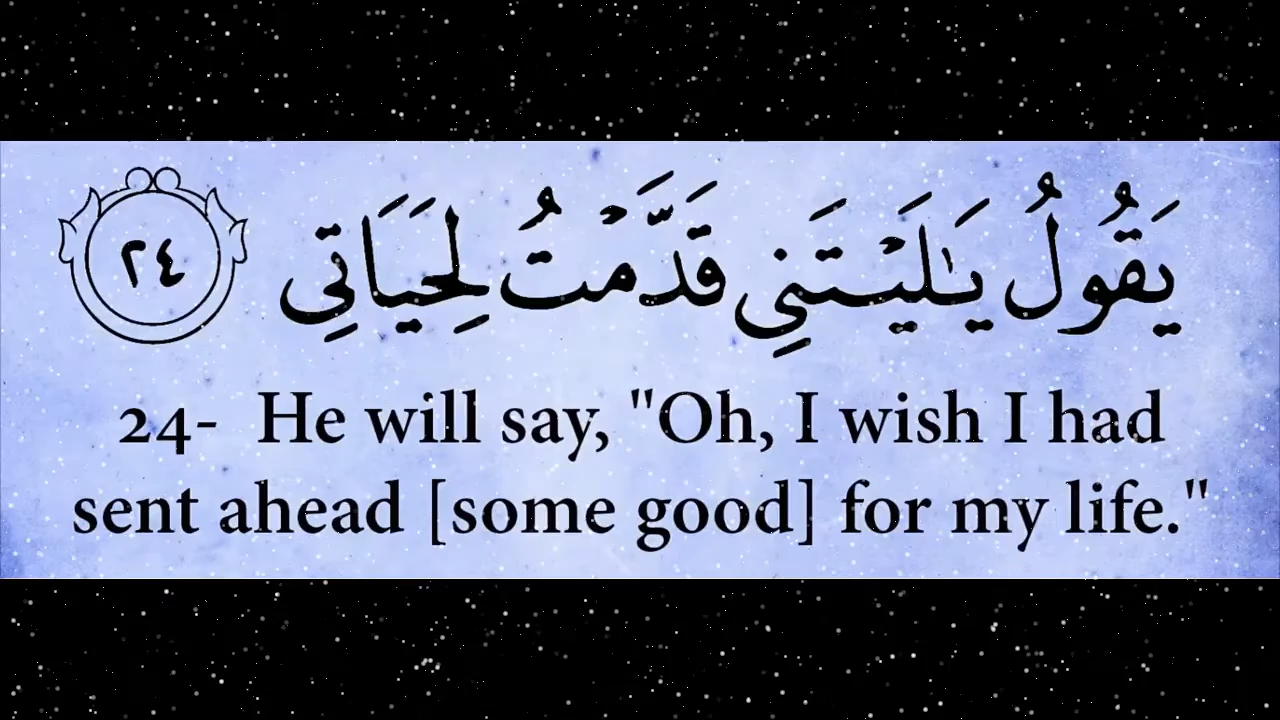 يَقُولُ يَـٰلَيْتَنِى قَدَّمْتُ لِحَيَاتِى ٢٤
24- He will say, "Oh, I wish I had
sent ahead [some good] for my life."